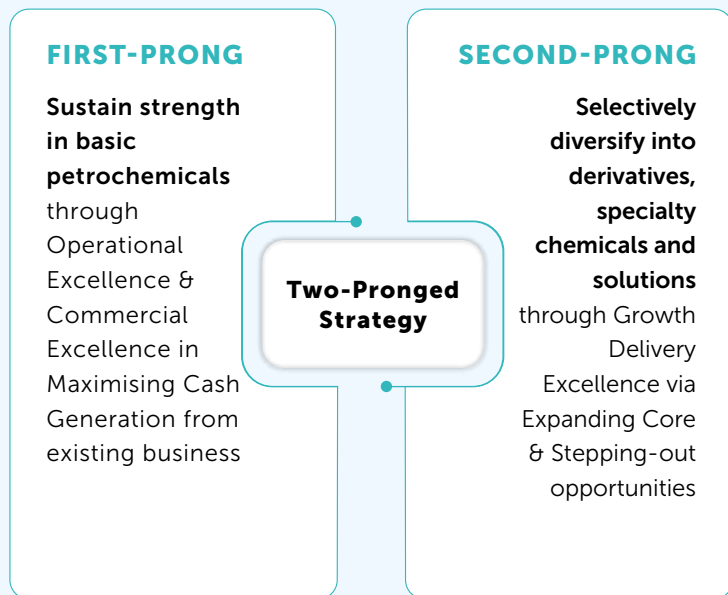 FIRST-PRONG
Sustain strength
in basic
petrochemicals
through
Operational
Excellence &
Commercial
Excellence in
Maximising Cash
Generation from
existing business
Two-Pronged
Strategy
SECOND-PRONG
Selectively
diversify into
derivatives,
specialty
chemicals and
solutions
through Growth
Delivery
Excellence via
Expanding Core
& Stepping-out
opportunities